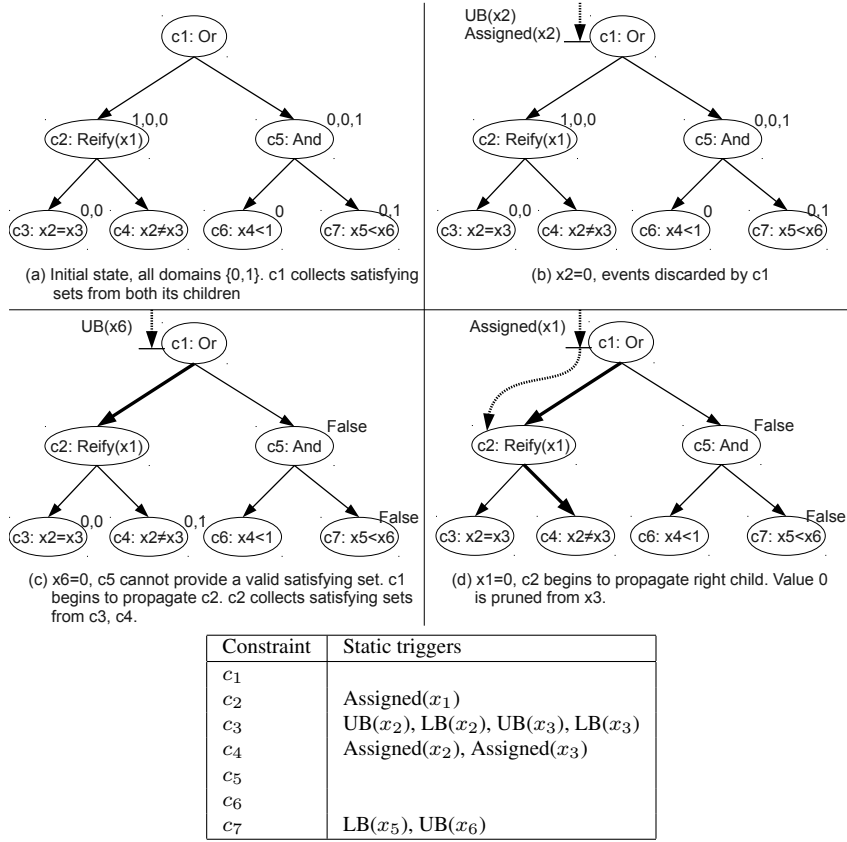 c1: Or
1,0,0
c2: Reify(x1)
0,0,1
c5: And
0,0
c3: x2=x3
c4: x2≠x3
0
c6: x4<1
0,1
c7: x5<x6
(a) Initial state, all domains {0,1}. c1 collects satisfying
sets from both its children
UB(x2)
Assigned(x2)
c1: Or
1,0,0
c2: Reify(x1)
0,0,1
c5: And
0,0
c3: x2=x3
c4: x2≠x3
0
c6: x4<1
0,1
c7: x5<x6
(b) x2=0, events discarded by c1
UB(x6)
c1: Or
c2: Reify(x1)
False
c5: And
0,0
c3: x2=x3
0,1
c4: x2≠x3
c6: x4<1
False
c7: x5<x6
(c) x6=0, c5 cannot provide a valid satisfying set. c1
begins to propagate c2. c2 collects satisfying sets
from c3, c4.
Assigned(x1)
c1: Or
c2: Reify(x1)
False
c5: And
c3: x2=x3
c4: x2≠x3
c6: x4<1
False
c7: x5<x6
(d) x1=0, c2 begins to propagate right child. Value 0
is pruned from x3.
Constraint Static triggers
c1
c2 Assigned(x1)
c3 UB(x2), LB(x2), UB(x3), LB(x3)
c4 Assigned(x2), Assigned(x3)
c5
c6
c7 LB(x5), UB(x6)